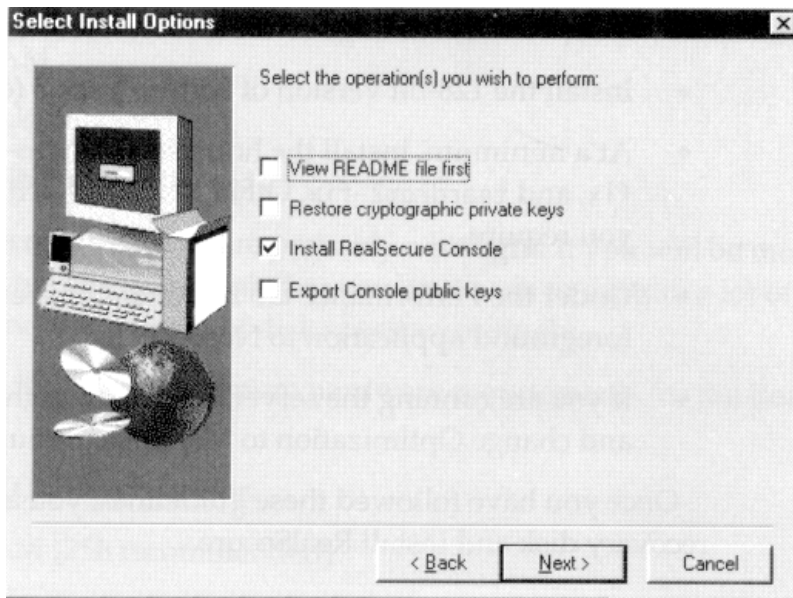 Select Install Options
Select the operation(s) you wish to perform:
View README file first
Restore cryptographic private keys
Install RealSecure Console
Export Console public keys
< Back
Next >
Cancel